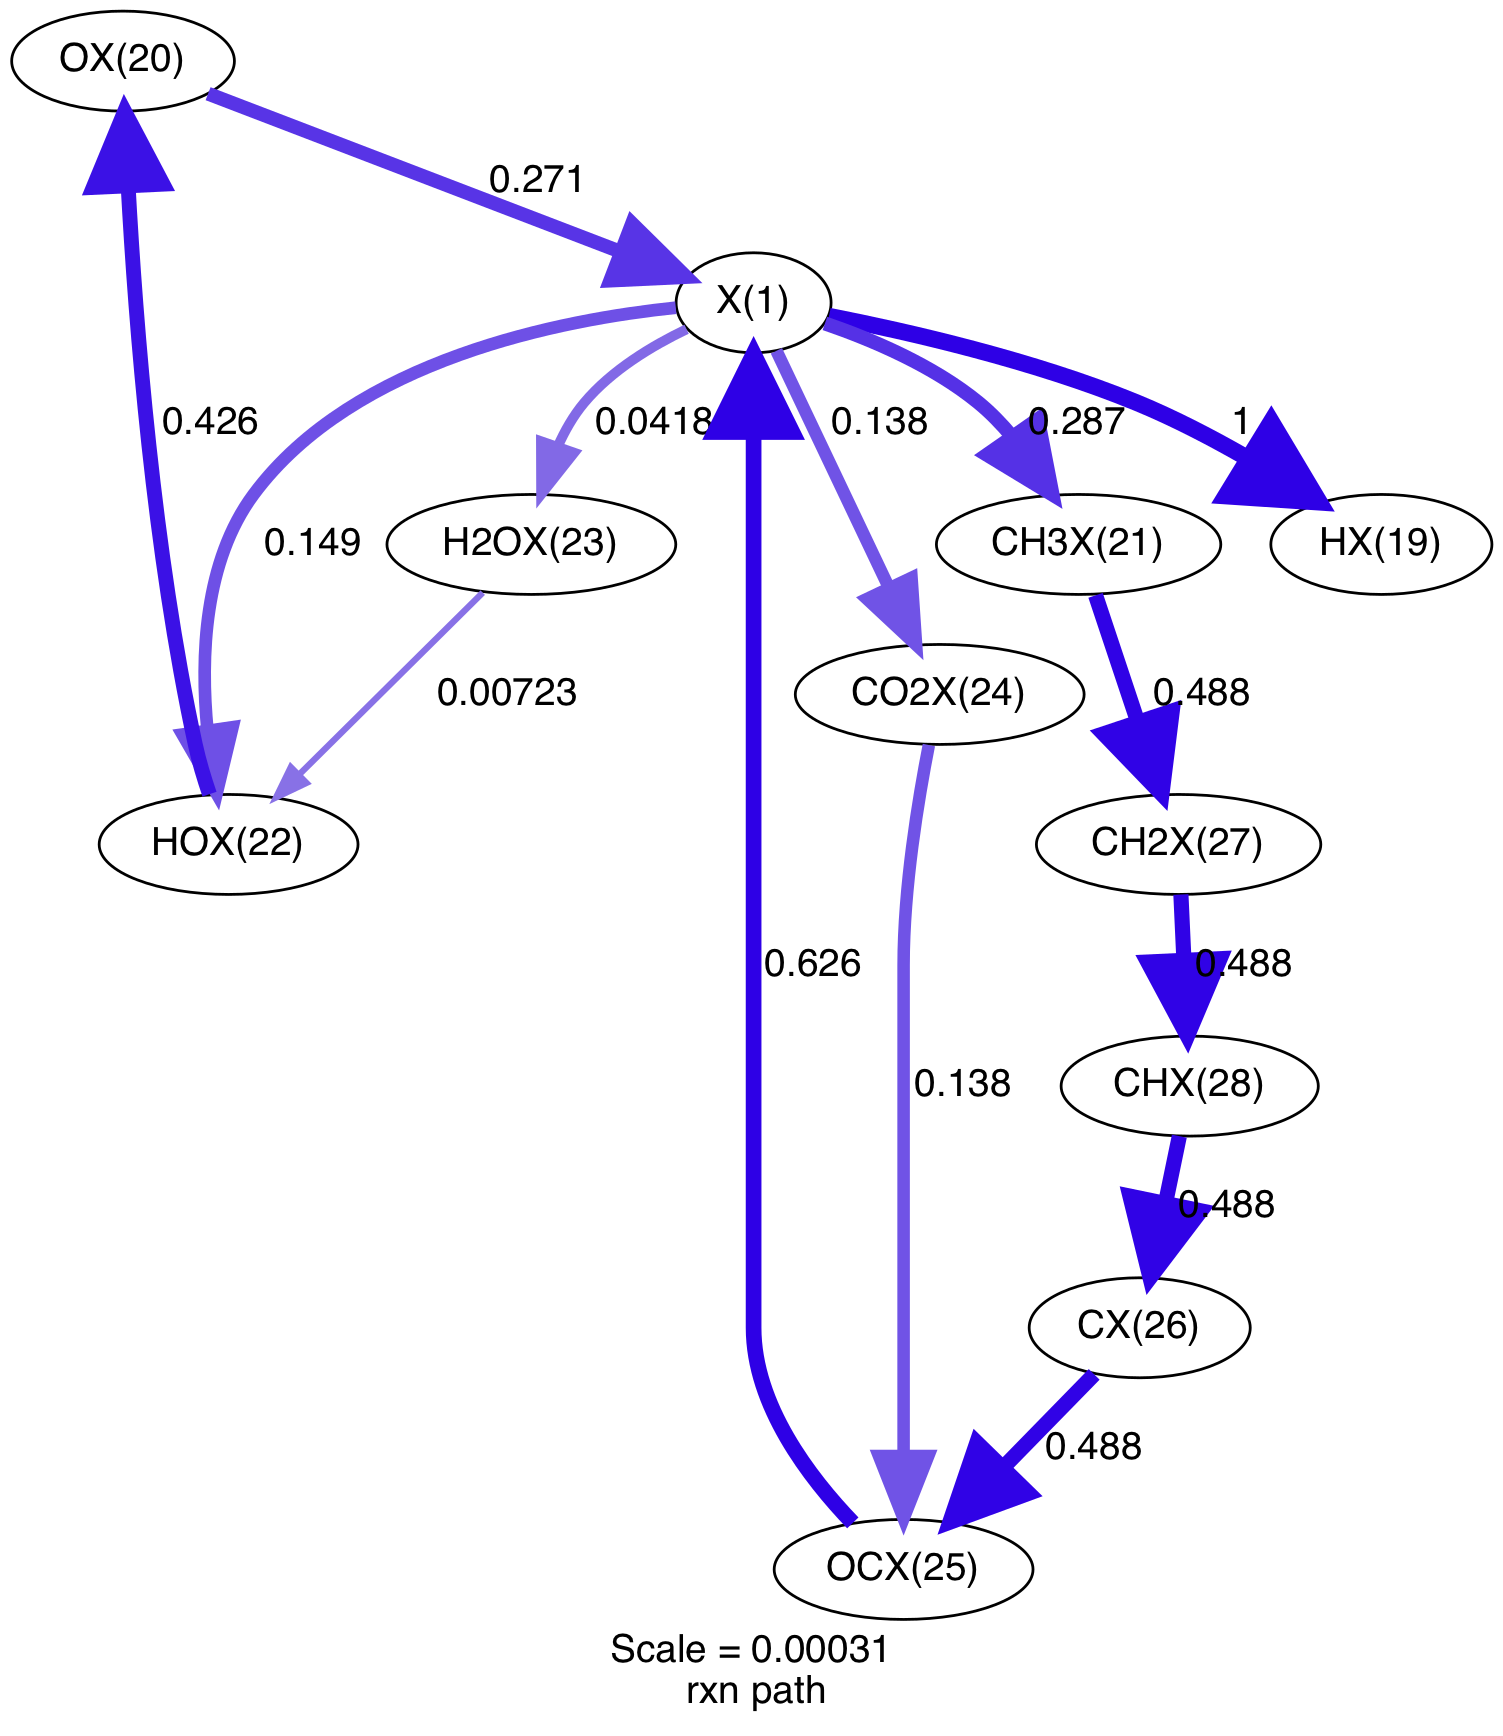 OX(20)
0.271
X(1)
0.426
0.0418
0.138
0.287
1
0.149
H2OX(23)
CH3X(21)
HX(19)
0.00723
CO2X(24)
0.488
HOX(22)
CH2X(27)
0.626
0.488
0.138
CHX(28)
0.488
CX(26)
0.488
OCX(25)
Scale = 0.00031
rxn path